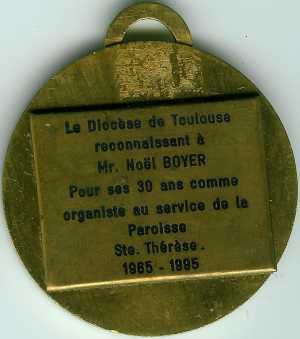 Le Diocèse de Toulouse
reconnaissant à
Mr. Noël BOYER
Pour ses 30 ans comme
organiste au service de la
Paroisse
Ste. Thérèse.
1965 - 1995